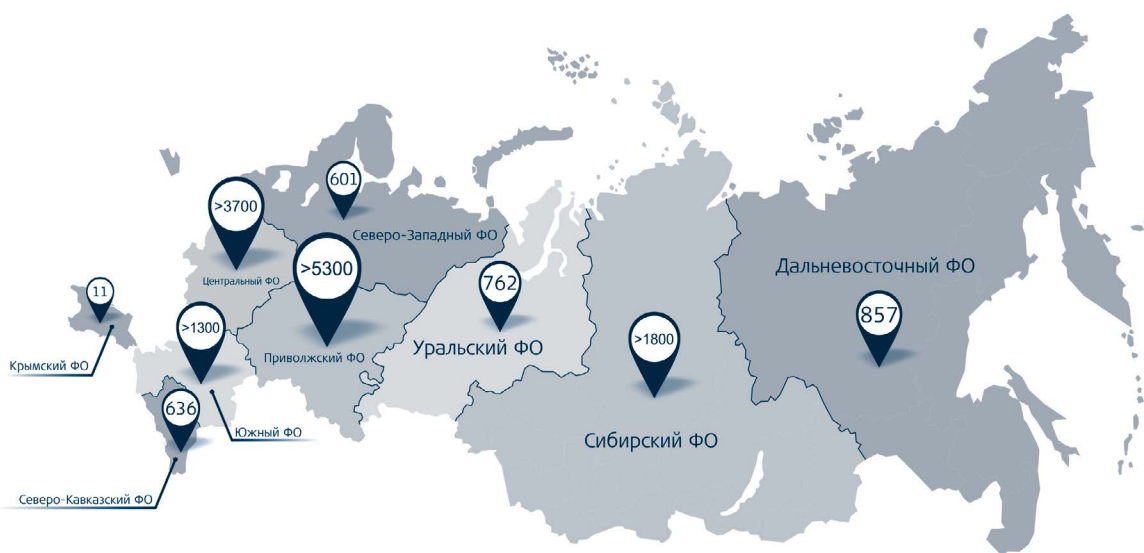 601
>3700
Северо-Западный ФО
>5300
Центральный ФО
Дальневосточный ФО
762
11
857
>1300
>1800
Уральский ФО
Приволжский ФО
Крымский ФО
636
Южный ФО
Сибирский ФО
Северо-Кавказский ФО